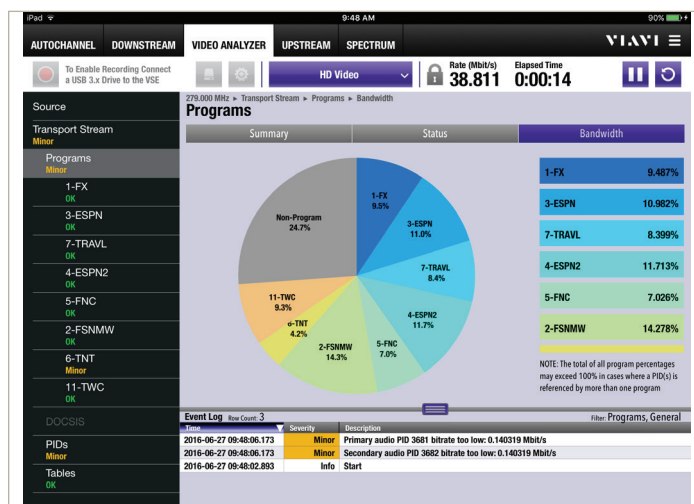 iPad 9:48 AM 90%
AUTOCHANNEL DOWNSTREAM VIDEO ANALYZER UPSTREAM SPECTRUM VIAVI
To Enable Recording Connect
a USB 3.x Drive to the VSE
HD Video
Rate (Mbit/s)
38.811
Elapsed Time
0:00:14
Source
Transport Stream
Minor
Programs
Minor
1-FX
OK
3-ESPN
OK
7-TRAVL
OK
4-ESPN2
OK
5-FNC
OK
2-FSNMW
OK
6-TNT
Minor
11-TWC
OK
DOCSIS
PIDs
Minor
Tables
OK
279.000 MHz ► Transport Stream ► Programs ► Bandwidth
Programs
Summary Status Bandwidth
1-FX
9.5%
3-ESPN
11.0%
7-TRAVL
8.4%
4-ESPN2
11.7%
5-FNC
7.0%
2-FSNMW
14.3%
6-TNT
4.2%
11-TWC
9.3%
Non-Program
24.7%
1-FX 9.487%
3-ESPN 10.982%
7-TRAVL 8.399%
4-ESPN2 11.713%
5-FNC 7.026%
2-FSNMW 14.278%
NOTE: The total of all program percentages
may exceed 100% in cases where a PID(s) is
referenced by more than one program
Event Log Row Count: 3 Filter: Programs, General
Time Severity Description
2016-06-27 09:48:06.173 Minor Primary audio PID 3681 bitrate too low: 0.140319 Mbit/s
2016-06-27 09:48:06.173 Minor Secondary audio PID 3682 bitrate too low: 0.140319 Mbit/s
2016-06-27 09:48:02.893 Info Start